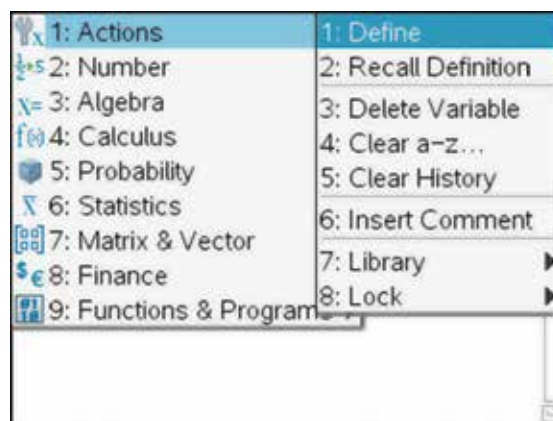 1: Actions
2: Number
3: Algebra
4: Calculus
5: Probability
6: Statistics
7: Matrix & Vector
8: Finance
9: Functions & Program
1: Define
2: Recall Definition
3: Delete Variable
4: Clear a–z...
5: Clear History
6: Insert Comment
7: Library
8: Lock